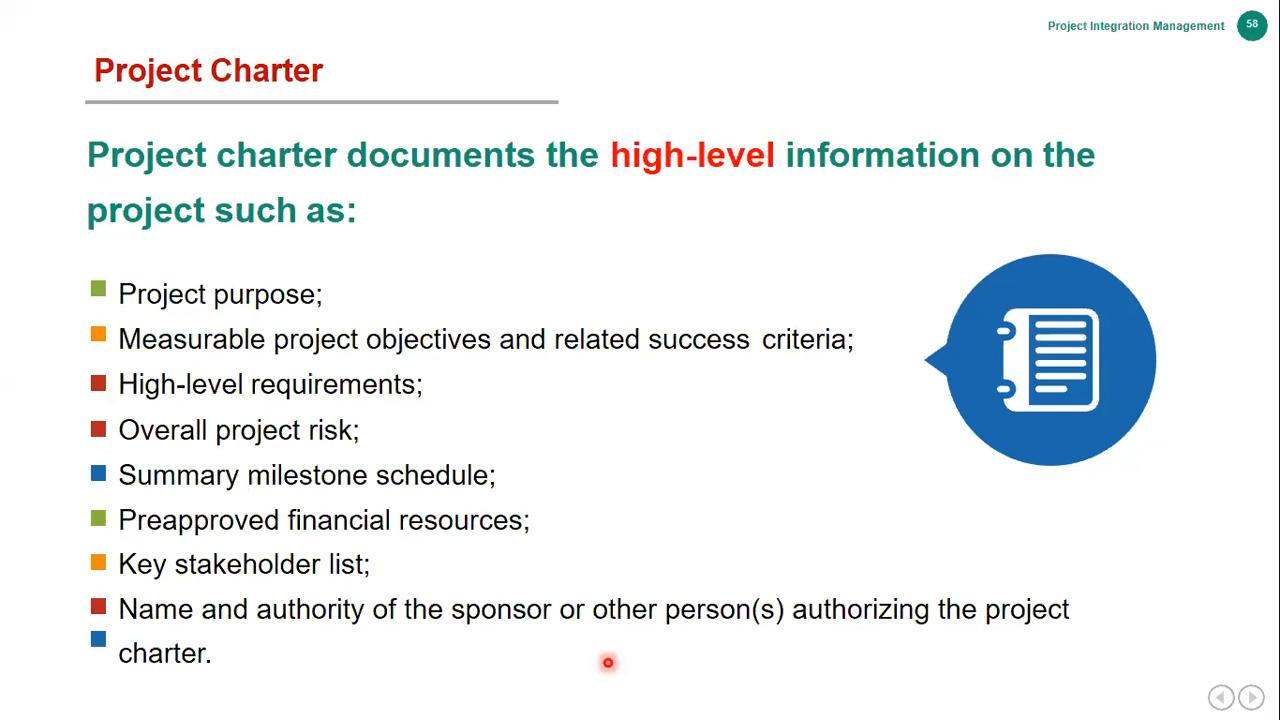 Project Integration Management 58
Project Charter
Project charter documents the high-level information on the
project such as:
Project purpose;
Measurable project objectives and related success criteria;
High-level requirements;
Overall project risk;
Summary milestone schedule;
Preapproved financial resources;
Key stakeholder list;
Name and authority of the sponsor or other person(s) authorizing the project
charter.